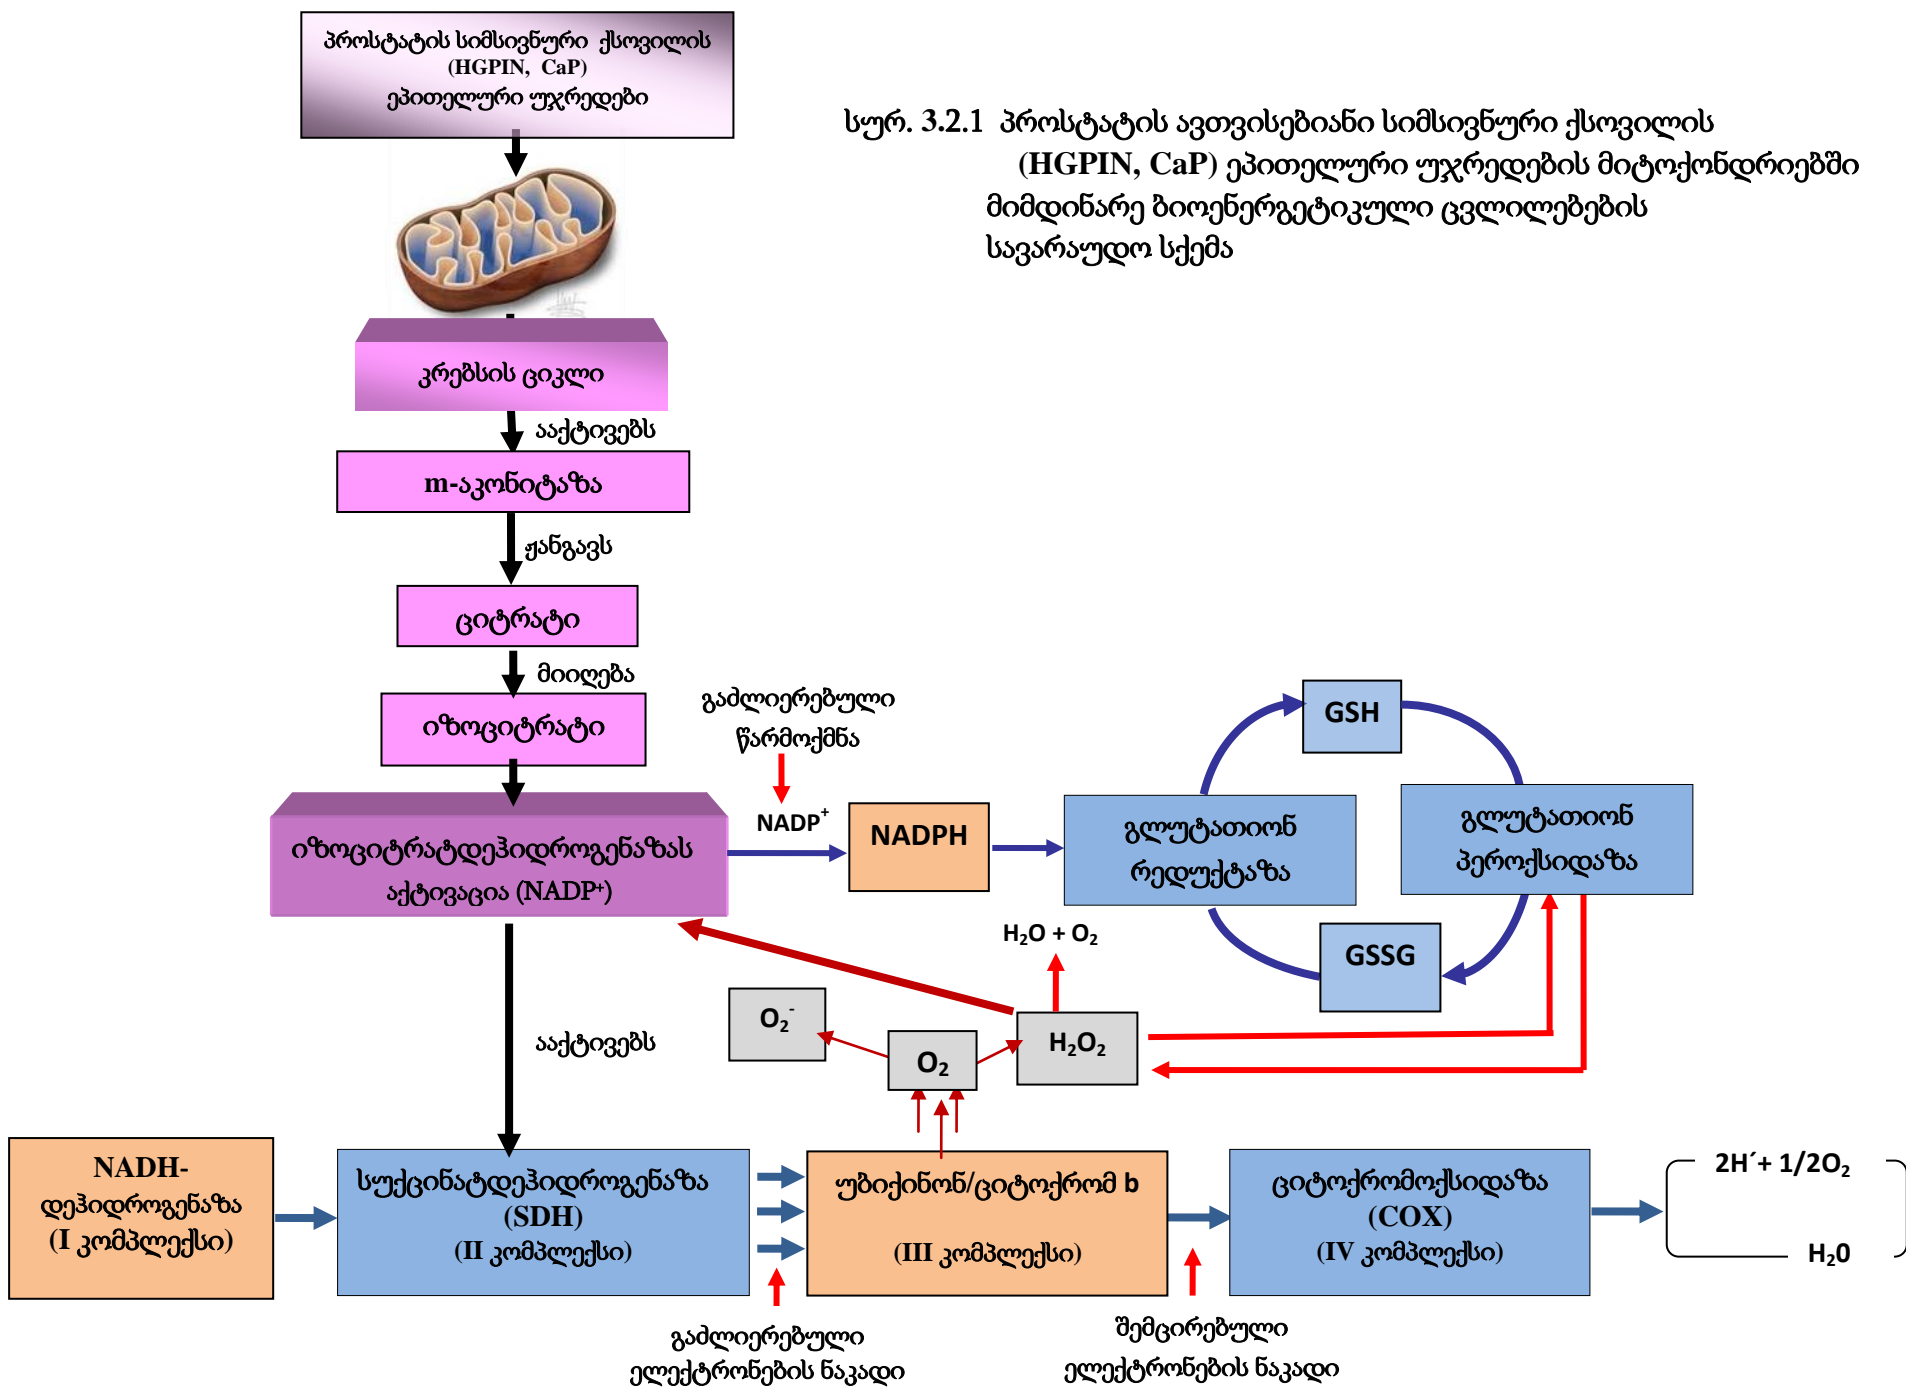 პროსტატის სიმსივნური ქსოვილის
(HGPIN, CaP)
ეპითელური უჯრედები
სურ. 3.2.1 პროსტატის ავთვისებიანი სიმსივნური ქსოვილის
(HGPIN, CaP) ეპითელური უჯრედების მიტოქონდრიებში
მიმდინარე ბიოენერგეტიკული ცვლილებების
სავარაუდო სქემა
კრებსის ციკლი
ააქტივებს
m-აკონიტაზა
ჟანგავს
ციტრატი
მიიღება
იზოციტრატი
გაძლიერებული
წარმოქმნა
NADP⁺
იზოციტრატდეჰიდროგენაზას
აქტივაცია (NADP⁺)
NADPH
გლუტათიონ
რედუქტაზა
GSH
გლუტათიონ
პეროქსიდაზა
GSSG
H₂O + O₂
O₂⁻
O₂
H₂O₂
ააქტივებს
NADH-
დეჰიდროგენაზა
(I კომპლექსი)
სუქცინატდეჰიდროგენაზა
(SDH)
(II კომპლექსი)
უბიქინონ/ციტოქრომ b
(III კომპლექსი)
ციტოქრომოქსიდაზა
(COX)
(IV კომპლექსი)
2H´+ 1/2O₂
H₂0
გაძლიერებული
ელექტრონების ნაკადი
შემცირებული
ელექტრონების ნაკადი